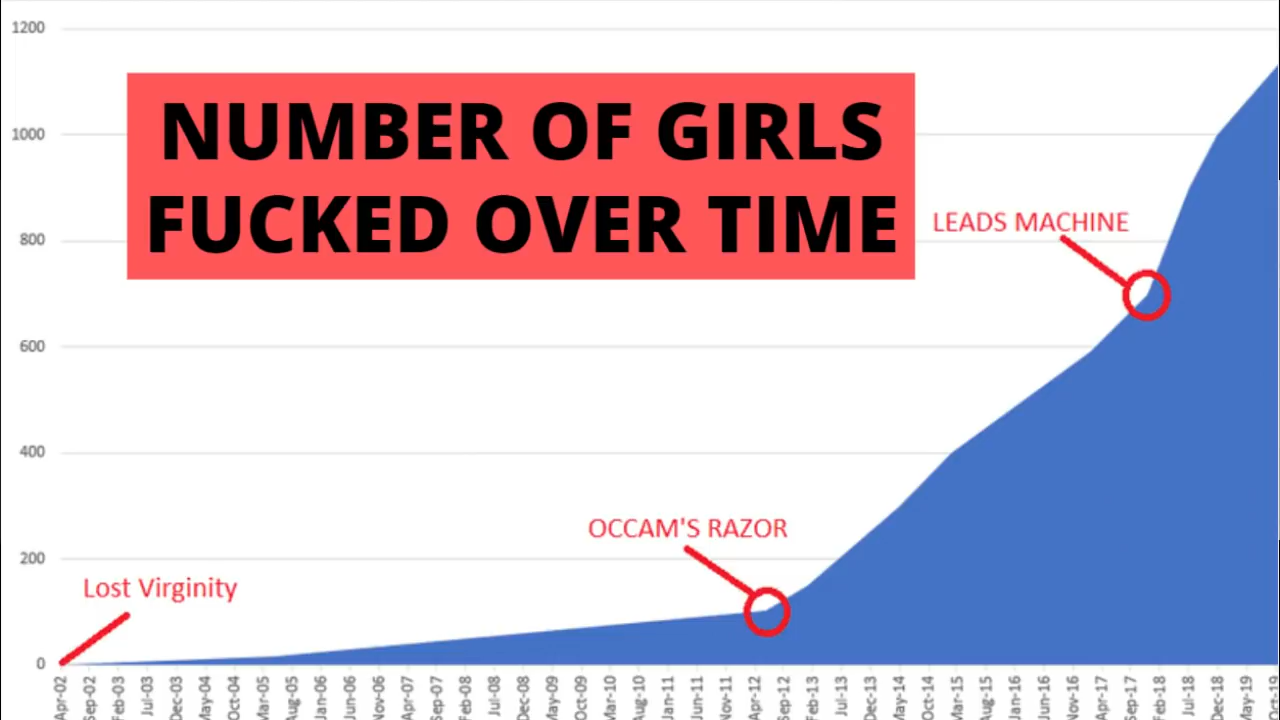 1200
NUMBER OF GIRLS
1000
FUCKED OVER TIME
LEADS MACHINE
800
600
400
OCCAM'S RAZOR
200
Lost Virginity
0
Apr-02
Sep-02
Feb-03
Jul-03
Dec-03
May-04
Oct-04
Mar-05
Aug-05
Jan-06
Jun-06
Nov-06
Apr-07
Sep-07
Feb-08
Jul-08
Dec-08
May-09
Sep-09
Mar-10
Aug-10
Jan-11
Jun-11
Nov-11
Apr-12
Sep-12
Feb-13
Jul-13
Dec-13
May-14
Oct-14
Mar-15
Aug-15
Jan-16
Jun-16
Nov-16
Apr-17
Sep-17
Feb-18
Jul-18
Dec-18
May-19